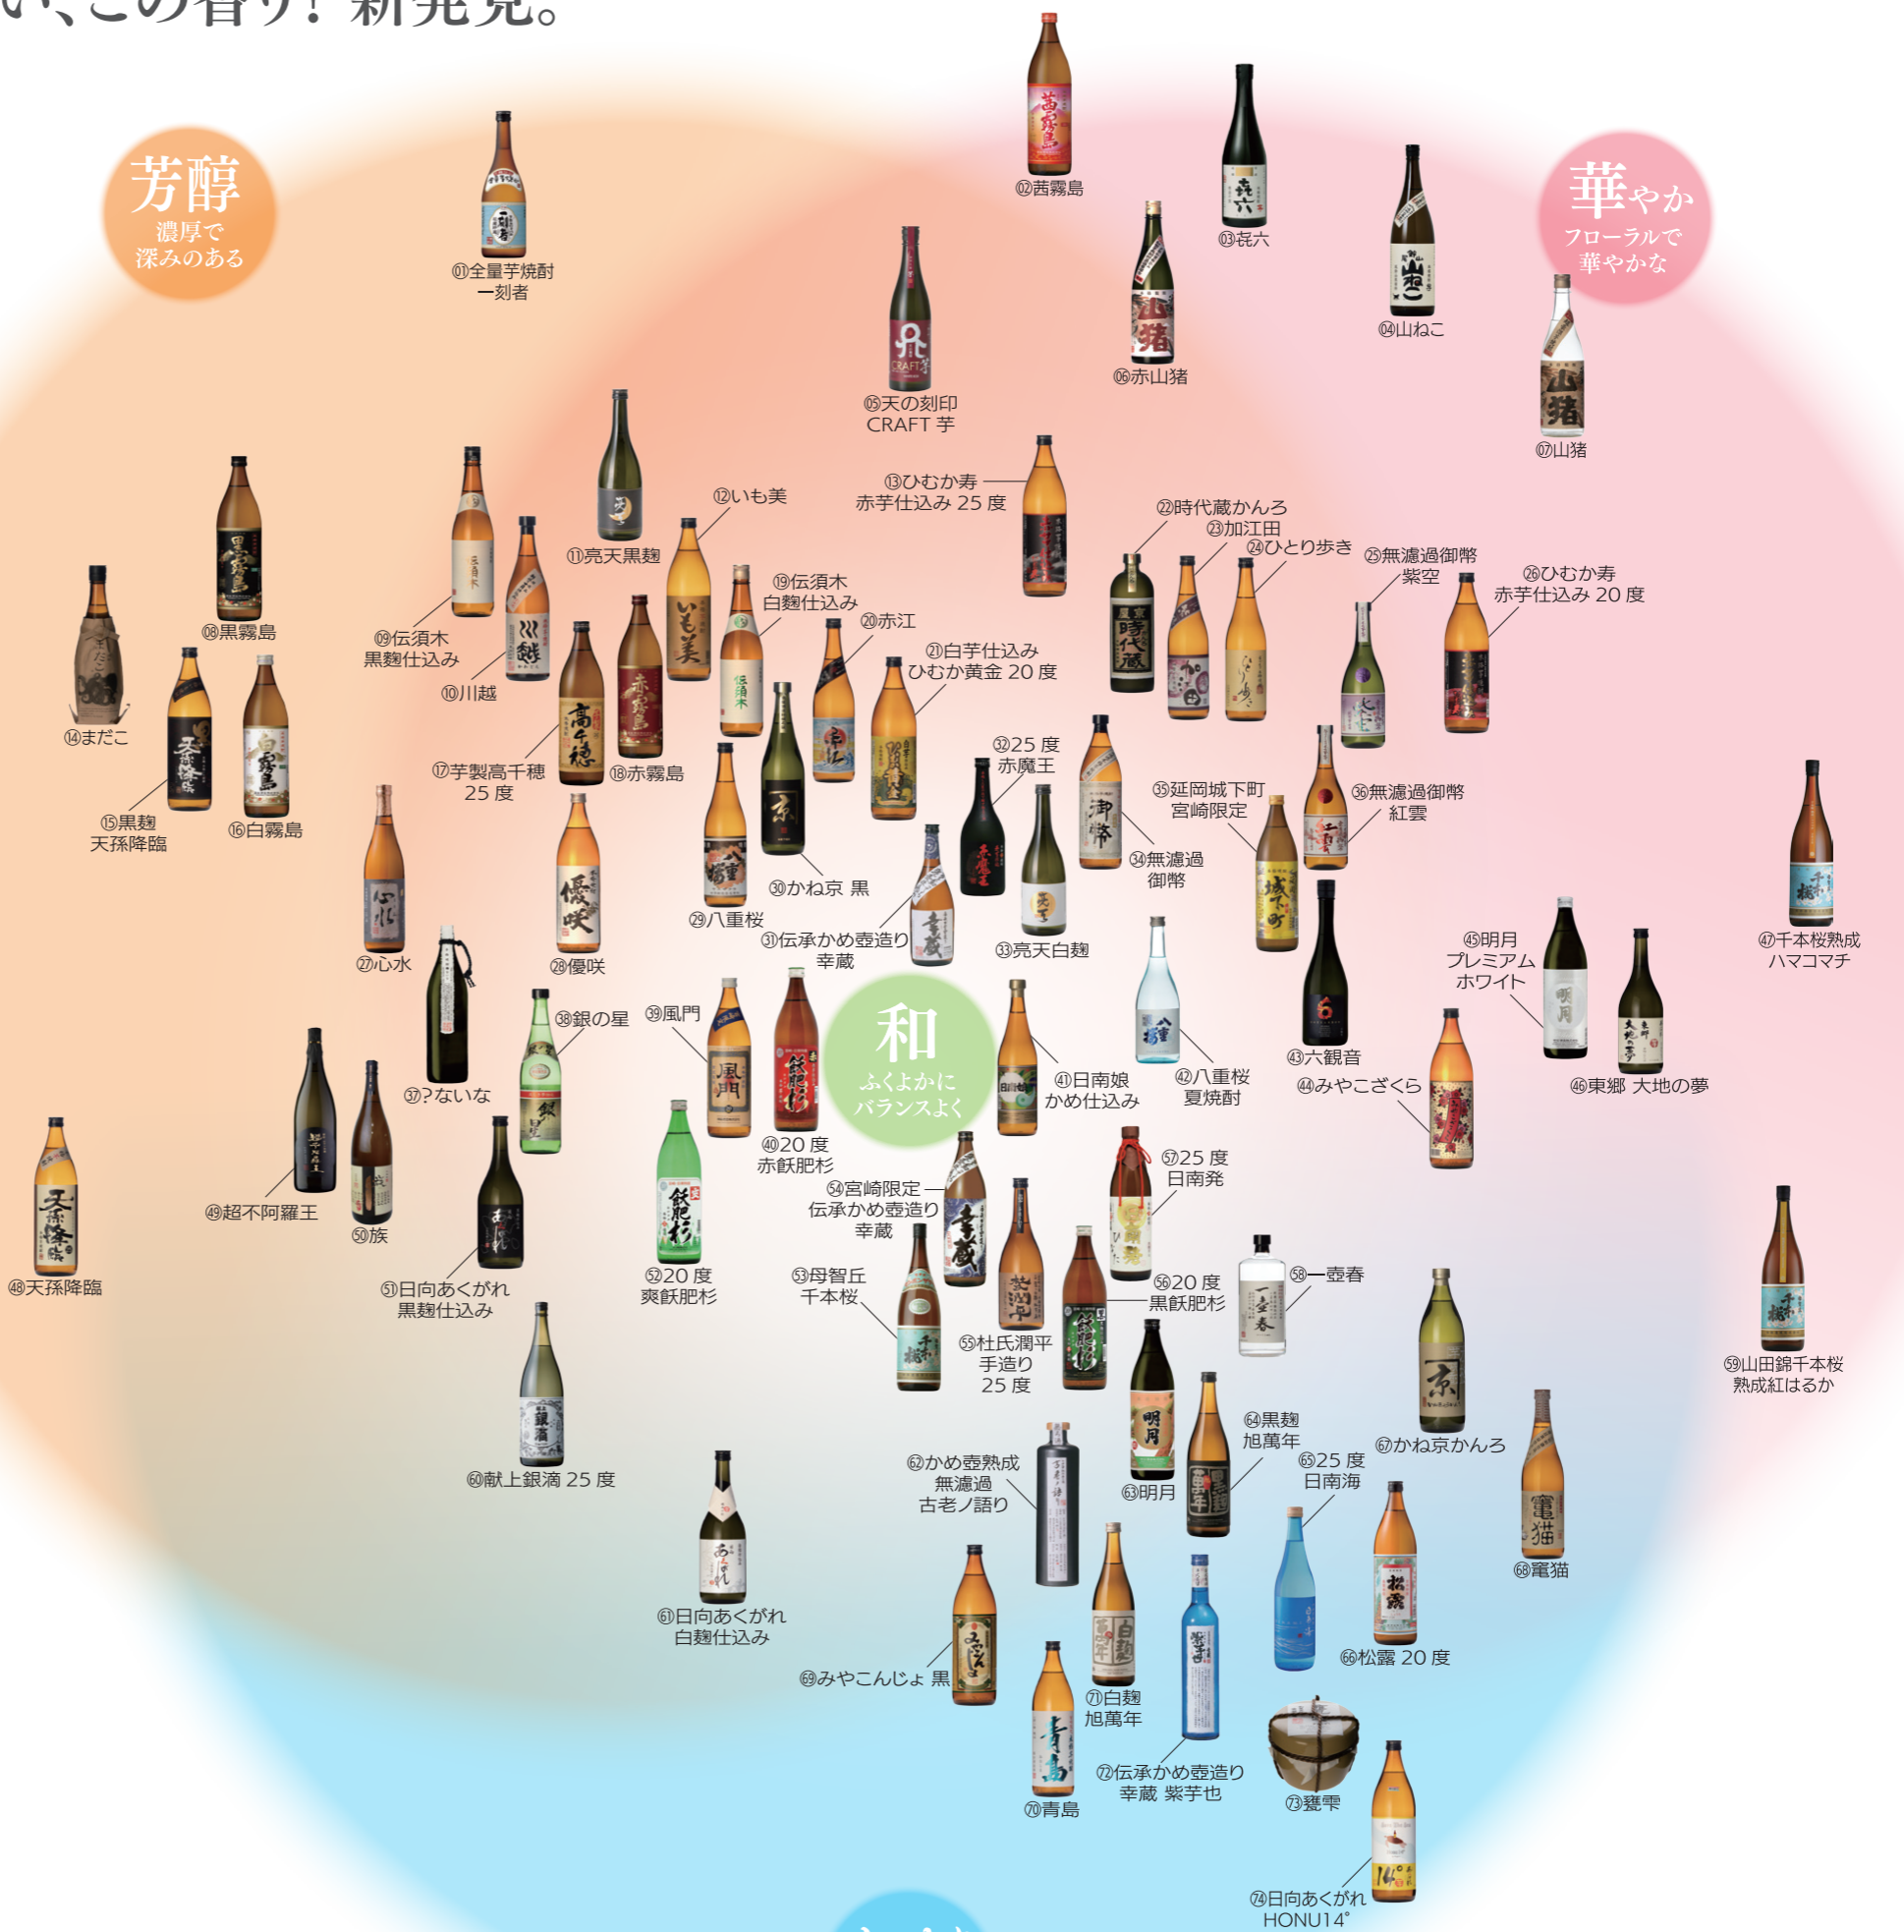 い、この香り! 新発見。
芳醇
濃厚で
深みのある
華やか
フローラルで
華やかな
和
ふくよかに
バランスよく
⓪①全量芋焼酎
一刻者
⓪②茜霧島
⓪③㐂六
⓪④山ねこ
⓪⑤天の刻印
CRAFT 芋
⓪⑥赤山猪
⓪⑦山猪
⓪⑧黒霧島
⓪⑨伝須木
黒麹仕込み
⑩川越
⑪亮天黒麹
⑫いも美
⑬ひむか寿
赤芋仕込み 25 度
⑭まだこ
⑮黒麹
天孫降臨
⑯白霧島
⑰芋製高千穂
25 度
⑱赤霧島
⑲伝須木
白麴仕込み
⑳赤江
㉑白芋仕込み
ひむか黄金 20 度
㉒時代蔵かんろ
㉓加江田
㉔ひとり歩き
㉕無濾過御幣
紫空
㉖ひむか寿
赤芋仕込み 20 度
㉗心水
㉘優咲
㉙八重桜
㉚かね京 黒
㉛伝承かめ壺造り
幸蔵
㉜25 度
赤魔王
㉝亮天白麹
㉞無濾過
御幣
㉟延岡城下町
宮崎限定
㊱無濾過御幣
紅雲
㊲?ないな
㊳銀の星
㊴風門
㊵20 度
赤飫肥杉
㊶日南娘
かめ仕込み
㊷八重桜
夏焼酎
㊸六観音
㊹みやこざくら
㊺明月
プレミアム
ホワイト
㊻東郷 大地の夢
㊼千本桜熟成
ハマコマチ
㊽天孫降臨
㊾超不阿羅王
㊿族
51日向あくがれ
黒麹仕込み
52 20 度
爽飫肥杉
53母智丘
千本桜
54宮崎限定
伝承かめ壺造り
幸蔵
55杜氏潤平
手造り
25 度
56 20 度
黒飫肥杉
57 25 度
日南発
58一壺春
59山田錦千本桜
熟成紅はるか
60献上銀滴 25 度
61日向あくがれ
白麹仕込み
62かめ壺熟成
無濾過
古老ノ語り
63明月
64黒麹
旭萬年
65 25 度
日南海
66松露 20 度
67かね京かんろ
68竈猫
69みやこんじょ 黒
70青島
71白麹
旭萬年
72伝承かめ壺造り
幸蔵 紫芋也
73甕雫
74日向あくがれ
HONU14°